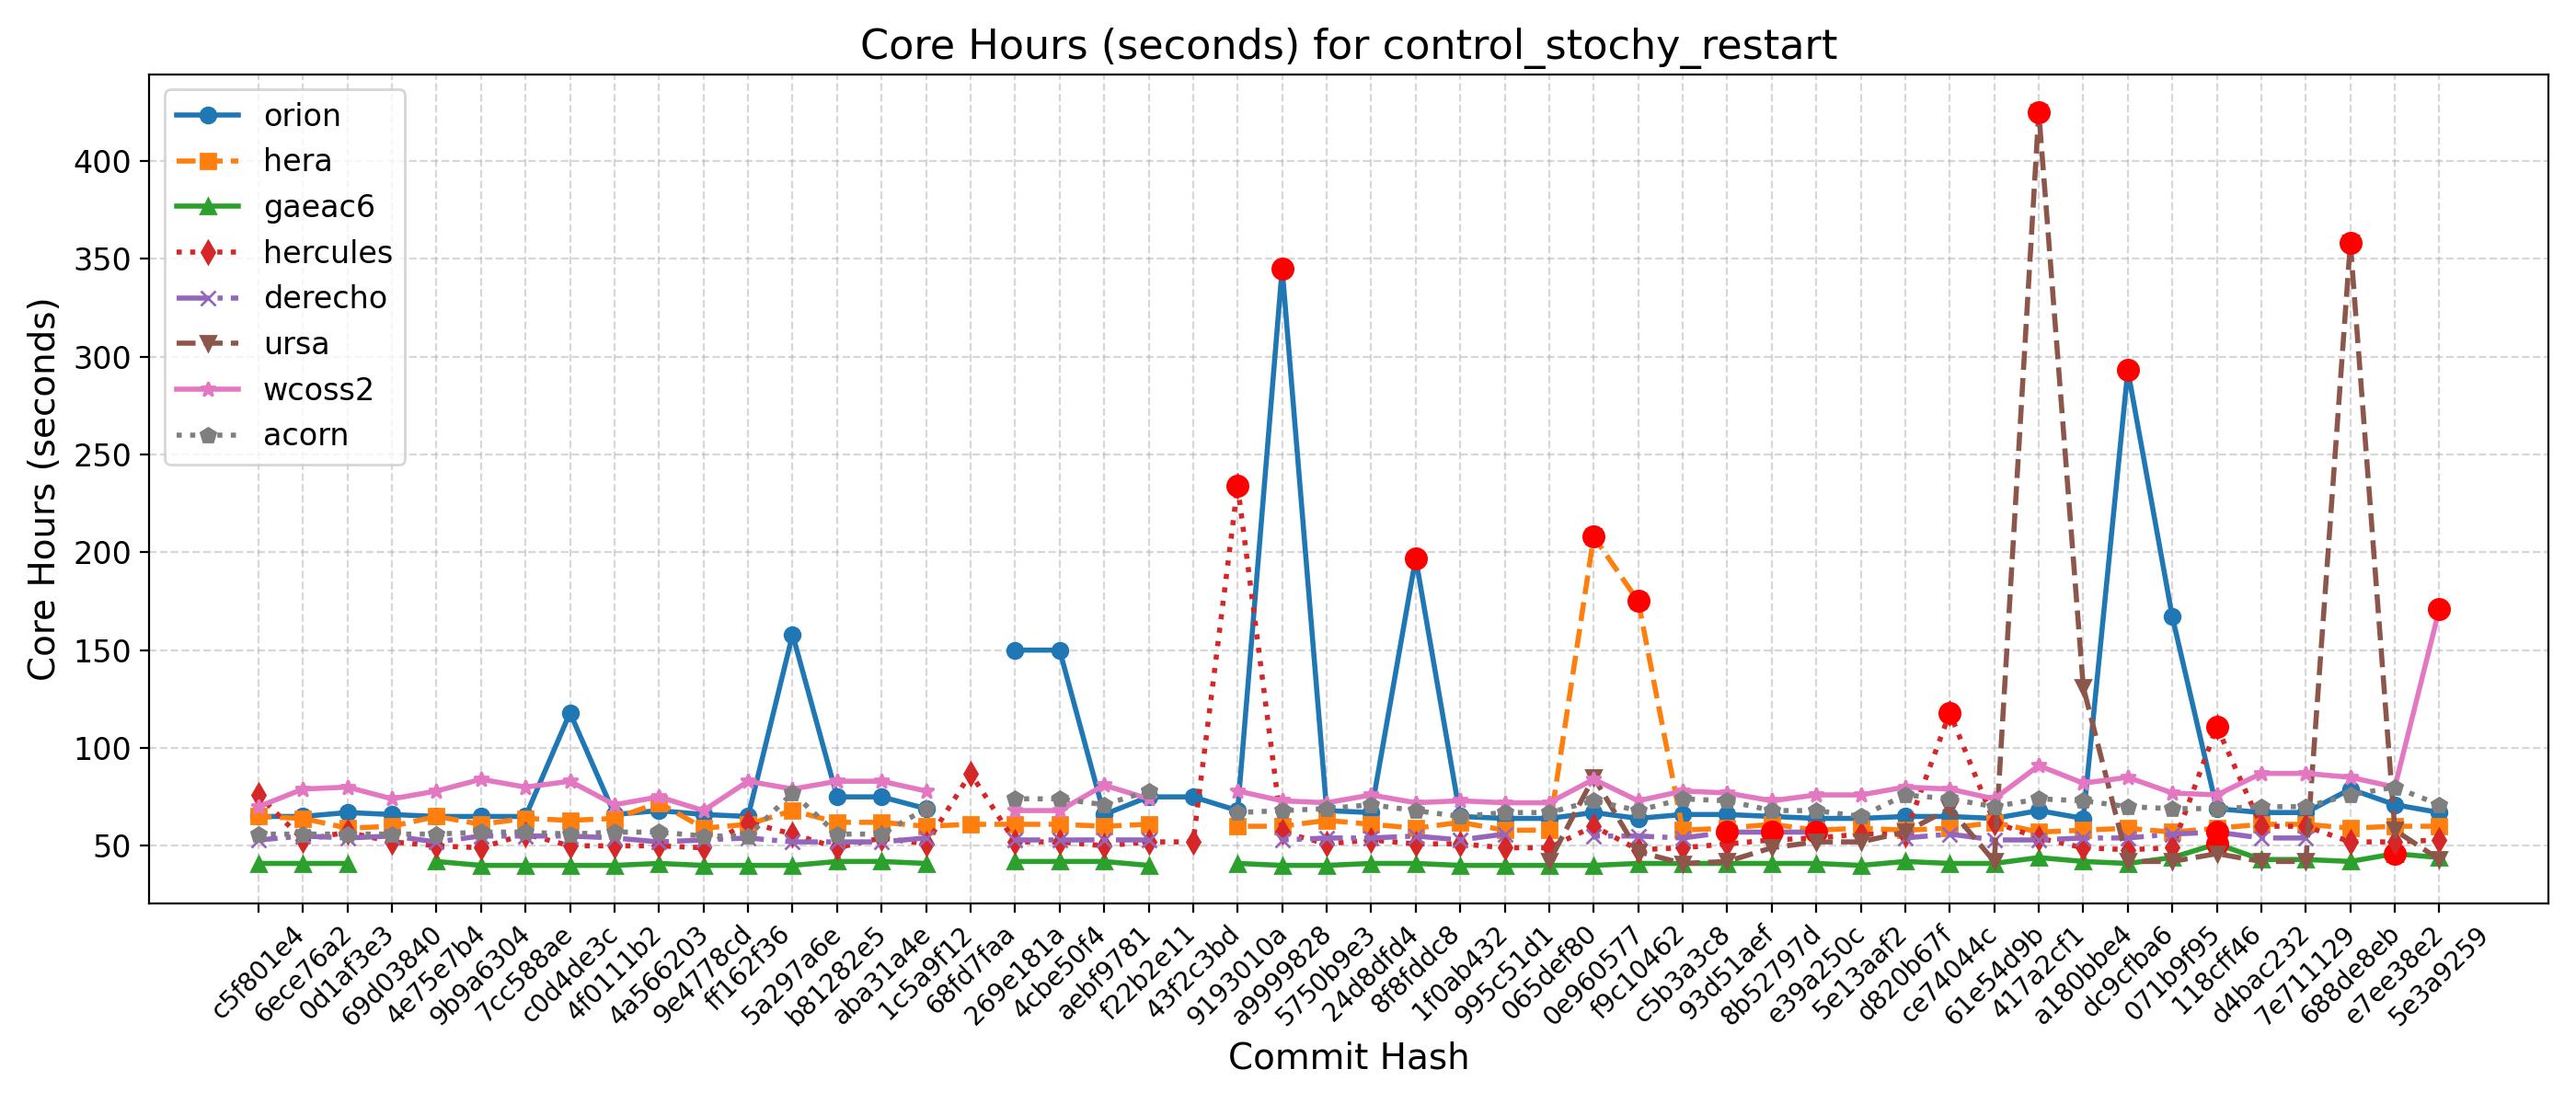 Core Hours (seconds) for control_stochy_restart
Core Hours (seconds)
400
350
300
250
200
150
100
50
orion
hera
gaeac6
hercules
derecho
ursa
wcoss2
acorn
c5f801e4
6ece76a2
0d1af3e3
69d03840
4e75e7b4
9b9a6304
7cc588ae
c0d4de3c
4f0111b2
4a566203
9e4778cd
ff162f36
5a297a6e
b81282e5
aba31a4e
1c5a9f12
68fd7faa
269e181a
4cbe50f4
aebf9781
f22b2e11
43f2c3bd
9193010a
a9999828
5750b9e3
24d8dfd4
8f8fddc8
1f0ab432
995c51d1
065def80
0e960577
f9c10462
c5b3a3c8
93d51aef
8b52797d
e39a250c
5e13aaf2
d820b67f
ce74044c
61e54d9b
417a2cf1
a180bbe4
dc9cfba6
071b9f95
118cff46
d4bac232
7e711129
688de8eb
e7ee38e2
5e3a9259
Commit Hash